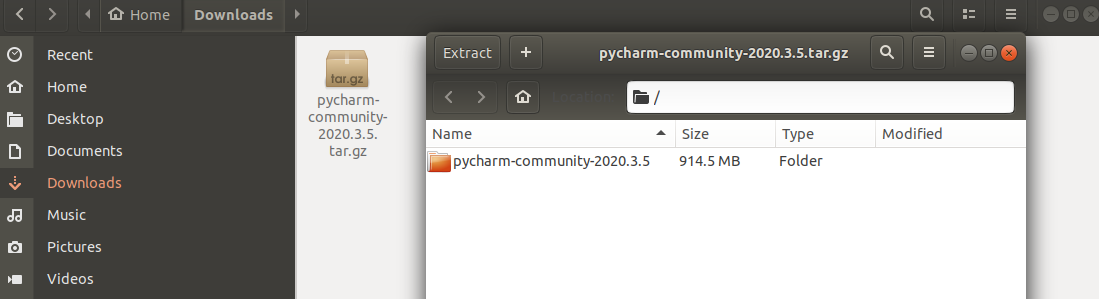 Home
Downloads
Recent
Home
Desktop
Documents
Downloads
Music
Pictures
Videos
tar.gz
pycharm-
community-
2020.3.5.
tar.gz
Extract
+
pycharm-community-2020.3.5.tar.gz
Location:
/
Name Size Type Modified
pycharm-community-2020.3.5 914.5 MB Folder